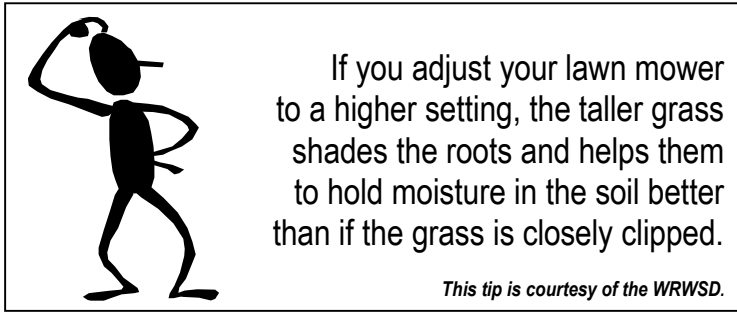 If you adjust your lawn mower
to a higher setting, the taller grass
shades the roots and helps them
to hold moisture in the soil better
than if the grass is closely clipped.
This tip is courtesy of the WRWSD.